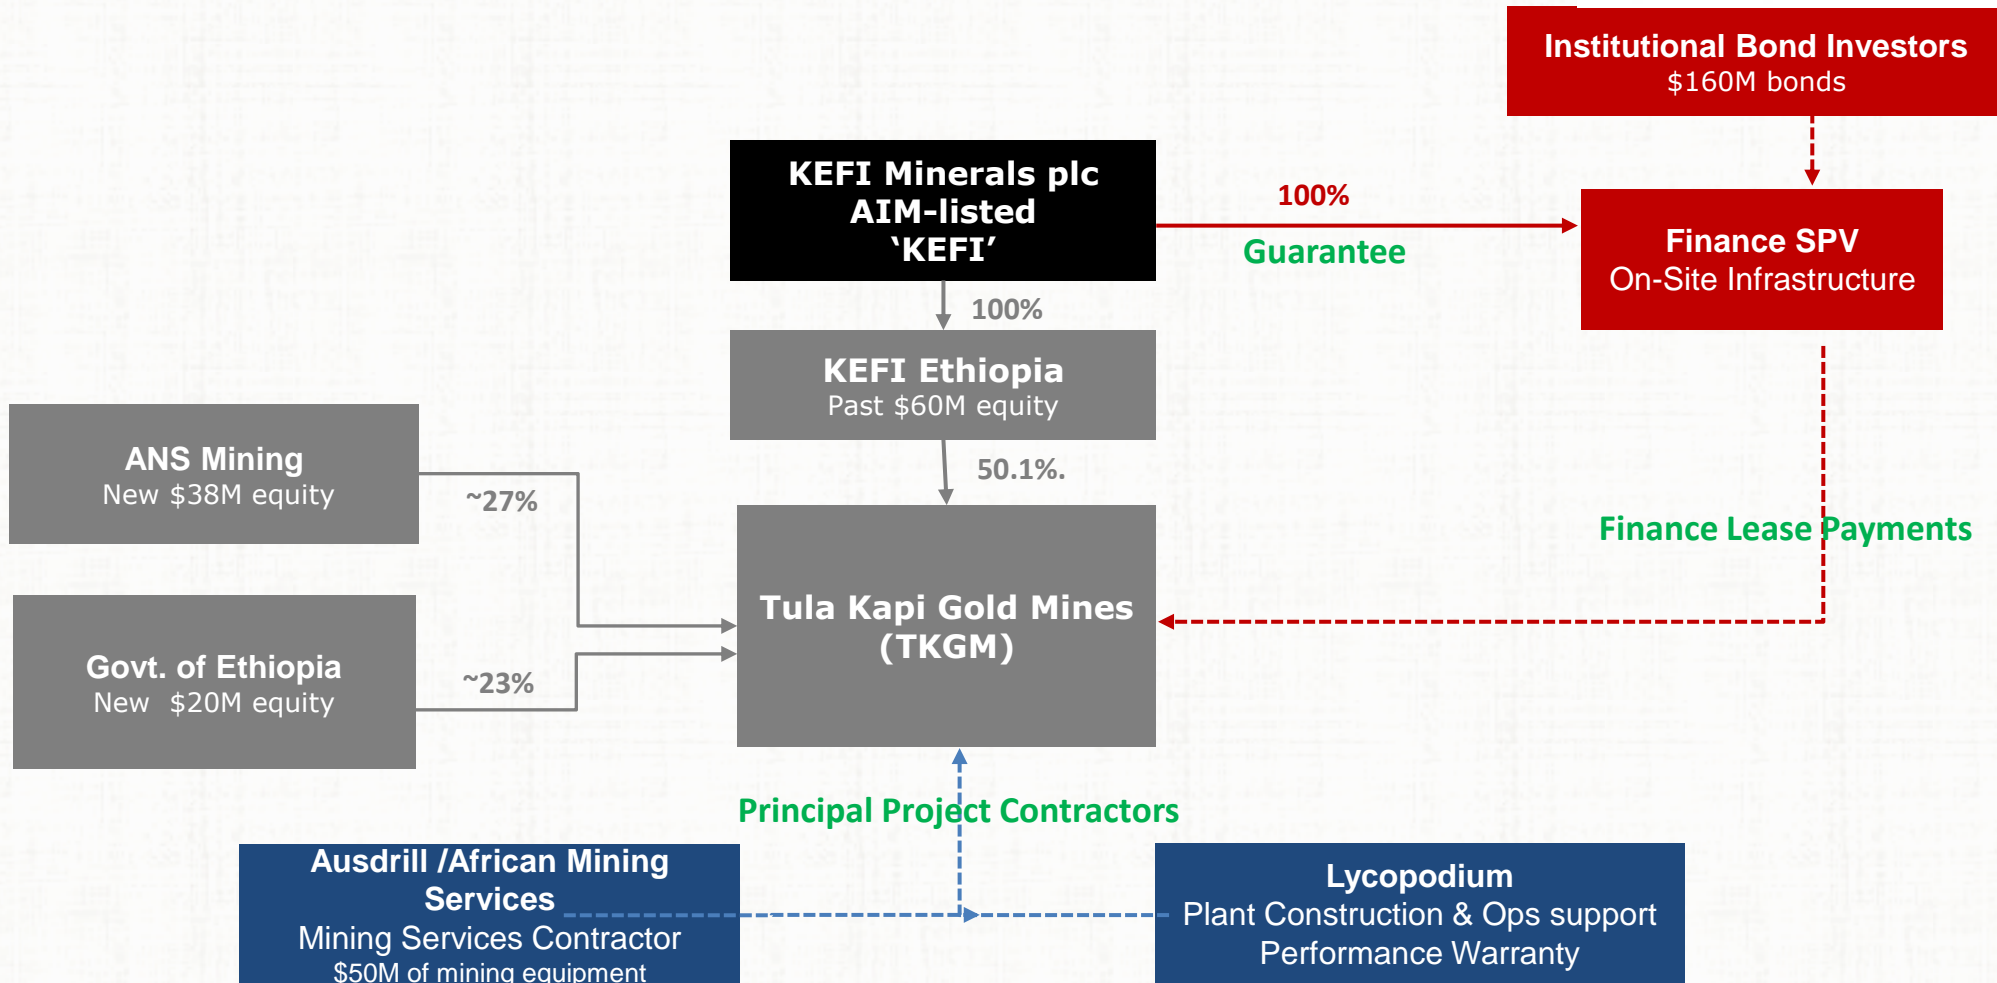 Institutional Bond Investors
$160M bonds
KEFI Minerals plc
AIM-listed
‘KEFI’
100%
Guarantee
Finance SPV
On-Site Infrastructure
100%
KEFI Ethiopia
Past $60M equity
ANS Mining
New $38M equity
~27%
50.1%.
Finance Lease Payments
Tula Kapi Gold Mines
(TKGM)
Govt. of Ethiopia
New  $20M equity
~23%
Principal Project Contractors
Ausdrill /African Mining
Services
Mining Services Contractor
$50M of mining equipment
Lycopodium
Plant Construction & Ops support
Performance Warranty